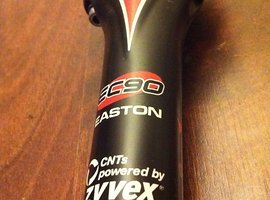 EC90
EASTON
CNTs
powered by
zyvex®